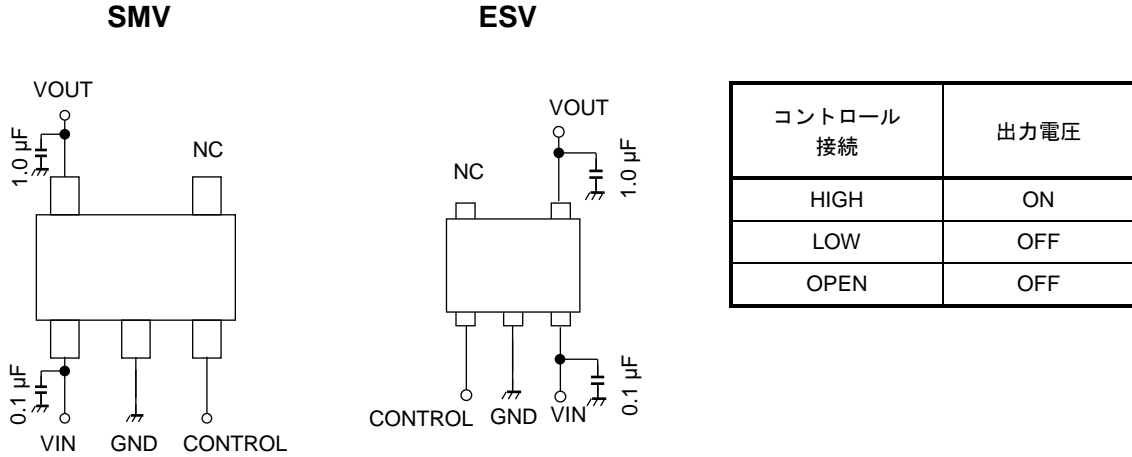 SMV
ESV
VOUT
1.0 μF
NC
0.1 μF
VIN GND CONTROL
VOUT
NC
1.0 μF
CONTROL GND VIN
0.1 μF
コントロール
接続
出力電圧
HIGH ON
LOW OFF
OPEN OFF